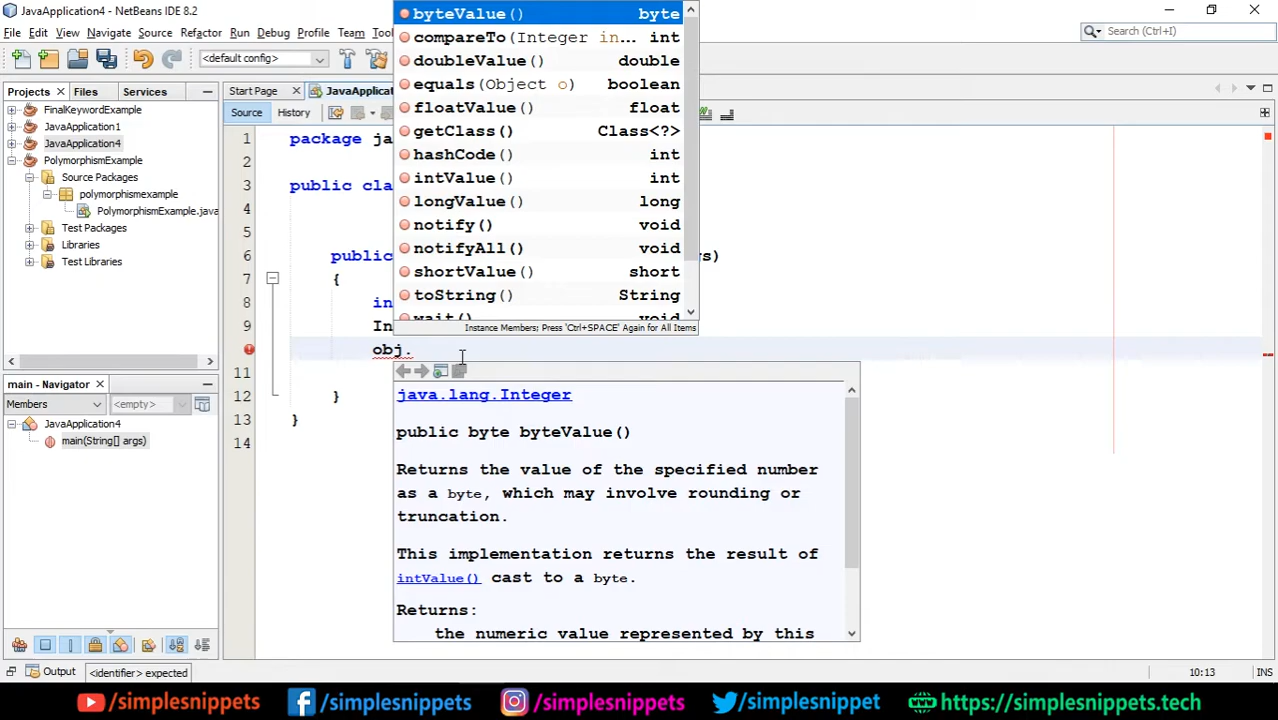 JavaApplication4 - NetBeans IDE 8.2
File Edit View Navigate Source Refactor Run Debug Profile Team
Search (Ctrl+I)
<default config>
Projects Files Services
FinalKeywordExample
JavaApplication1
JavaApplication4
PolymorphismExample
Source Packages
polymorphismexample
PolymorphismExample.java
Test Packages
Libraries
Test Libraries
main - Navigator
Members <empty>
JavaApplication4
main(String[] args)
Start Page
Source History
1 package
2
3 public
4
5
6 public
7 {
8
9
obj.
11
12 }
13 }
14
byteValue() byte
compareTo(Integer in... int
doubleValue() double
equals(Object o) boolean
floatValue() float
getClass() Class<?>
hashCode() int
intValue() int
longValue() long
notify() void
notifyAll() void
shortValue() short
toString() String
wait() void
Instance Members; Press 'Ctrl+SPACE' Again for All Items
java.lang.Integer
public byte byteValue()
Returns the value of the specified number
as a byte, which may involve rounding or
truncation.
This implementation returns the result of
intValue() cast to a byte.
Returns:
the numeric value represented by this
Output <identifier> expected 10:13 INS
/simplesnippets /simplesnippets /simplesnippets /simplesnippets https://simplesnippets.tech